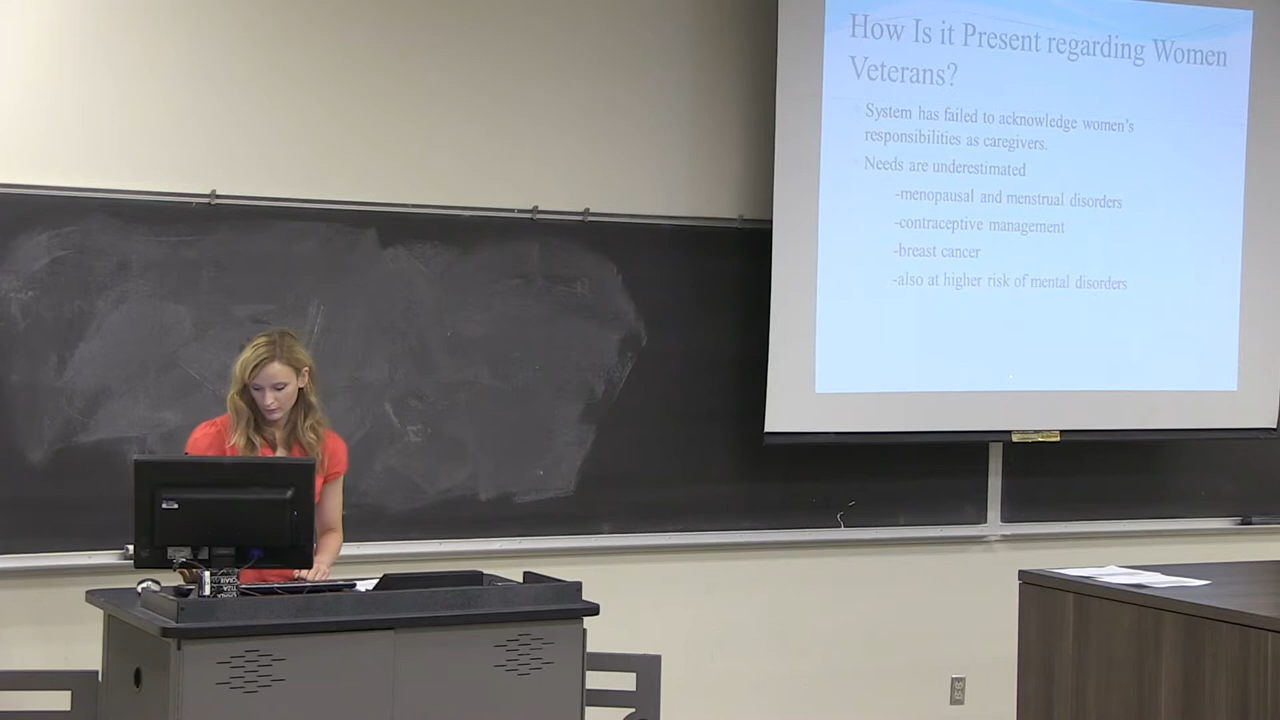 How Is it Present regarding Women
Veterans?
System has failed to acknowledge women's
responsibilities as caregivers.
Needs are underestimated
-menopausal and menstrual disorders
-contraceptive management
-breast cancer
-also at higher risk of mental disorders